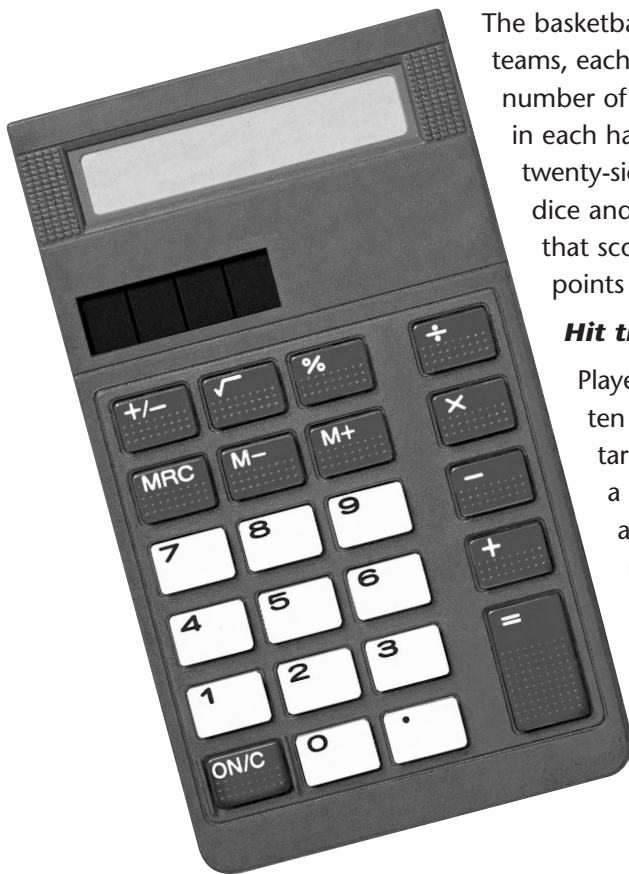 The basketba
teams, each
number of
in each ha
twenty-sid
dice and
that sco
points
Hit th
Playe
ten
tar
a
a
+/− √ % ÷
MRC M− M+ ×
7 8 9 −
4 5 6 +
1 2 3 =
ON/C 0 •